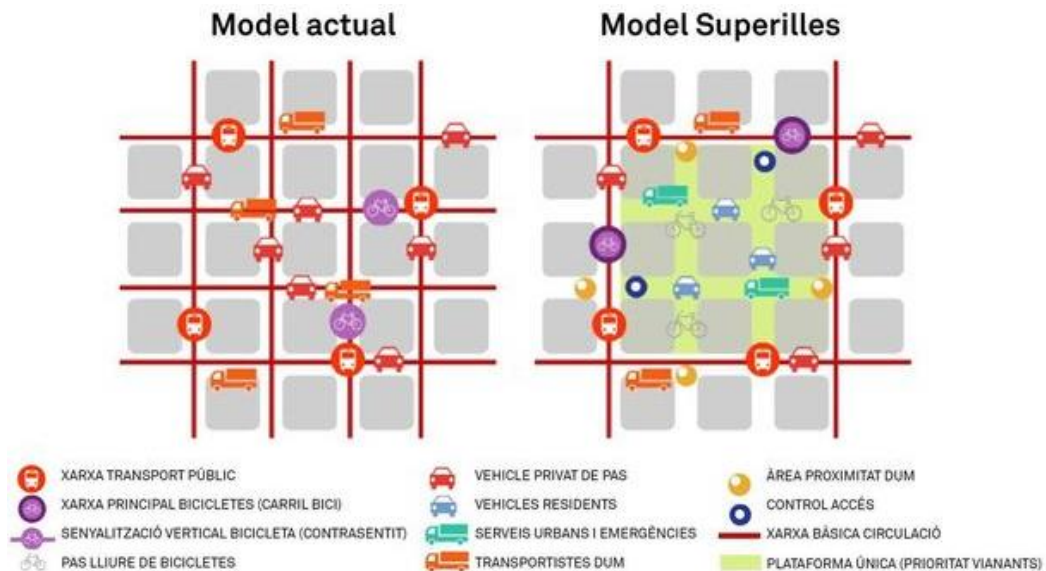 Model actual
Model Superilles
XARXA TRANSPORT PÚBLIC
XARXA PRINCIPAL BICICLETES (CARRIL BICI)
SENYALITZACIÓ VERTICAL BICICLETA (CONTRASENTIT)
PAS LLIURE DE BICICLETES
VEHICLE PRIVAT DE PAS
VEHICLES RESIDENTS
SERVEIS URBANS I EMERGÈNCIES
TRANSPORTISTES DUM
ÀREA PROXIMITAT DUM
CONTROL ACCÉS
XARXA BÀSICA CIRCULACIÓ
PLATAFORMA ÚNICA (PRIORITAT VIANANTS)